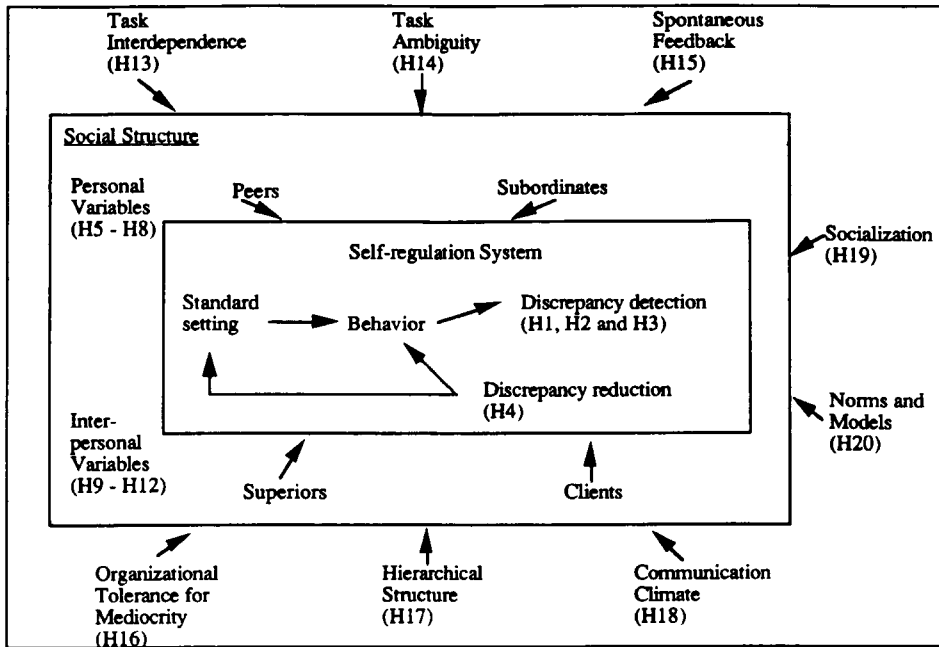 Task
Interdependence
(H13)
Task
Ambiguity
(H14)
Spontaneous
Feedback
(H15)
Social Structure
Personal
Variables
(H5 - H8)
Peers
Subordinates
Self-regulation System
Standard
setting
Behavior
Discrepancy detection
(H1, H2 and H3)
Discrepancy reduction
(H4)
Socialization
(H19)
Norms and
Models
(H20)
Inter-
personal
Variables
(H9 - H12)
Superiors
Clients
Organizational
Tolerance for
Mediocrity
(H16)
Hierarchical
Structure
(H17)
Communication
Climate
(H18)